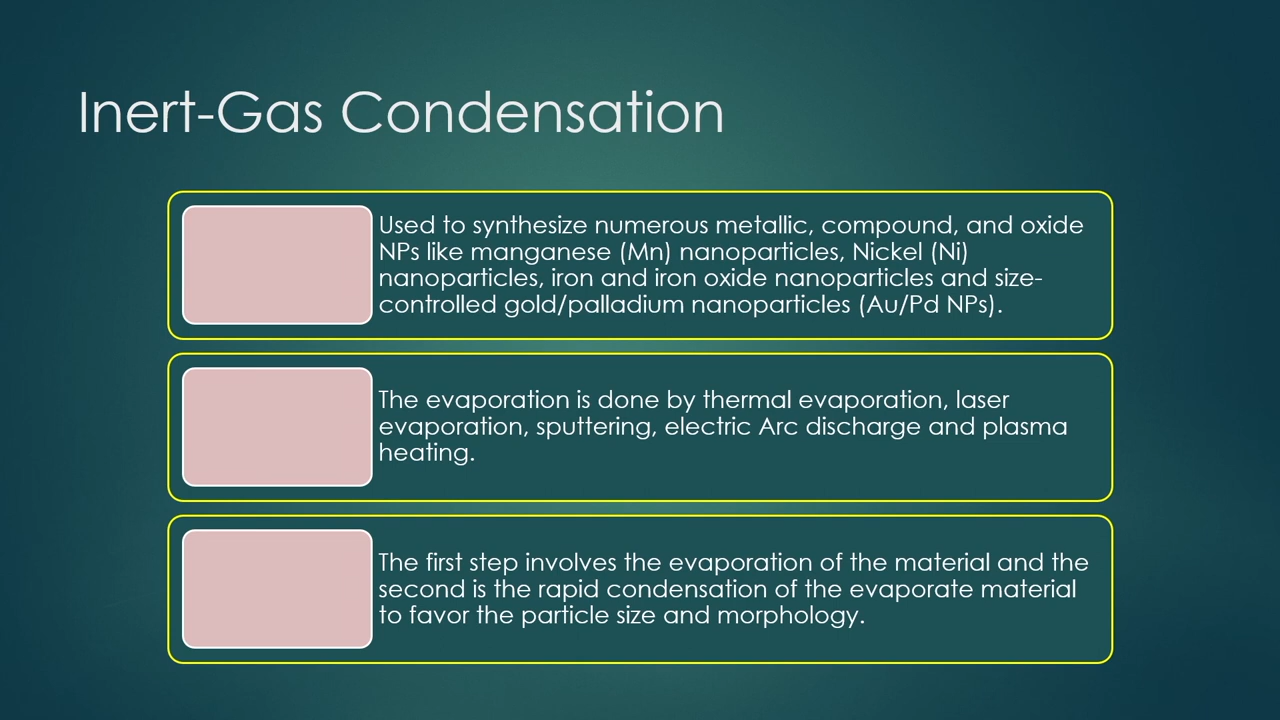 Inert-Gas Condensation
Used to synthesize numerous metallic, compound, and oxide
NPs like manganese (Mn) nanoparticles, Nickel (Ni)
nanoparticles, iron and iron oxide nanoparticles and size-
controlled gold/palladium nanoparticles (Au/Pd NPs).
The evaporation is done by thermal evaporation, laser
evaporation, sputtering, electric Arc discharge and plasma
heating.
The first step involves the evaporation of the material and the
second is the rapid condensation of the evaporate material
to favor the particle size and morphology.